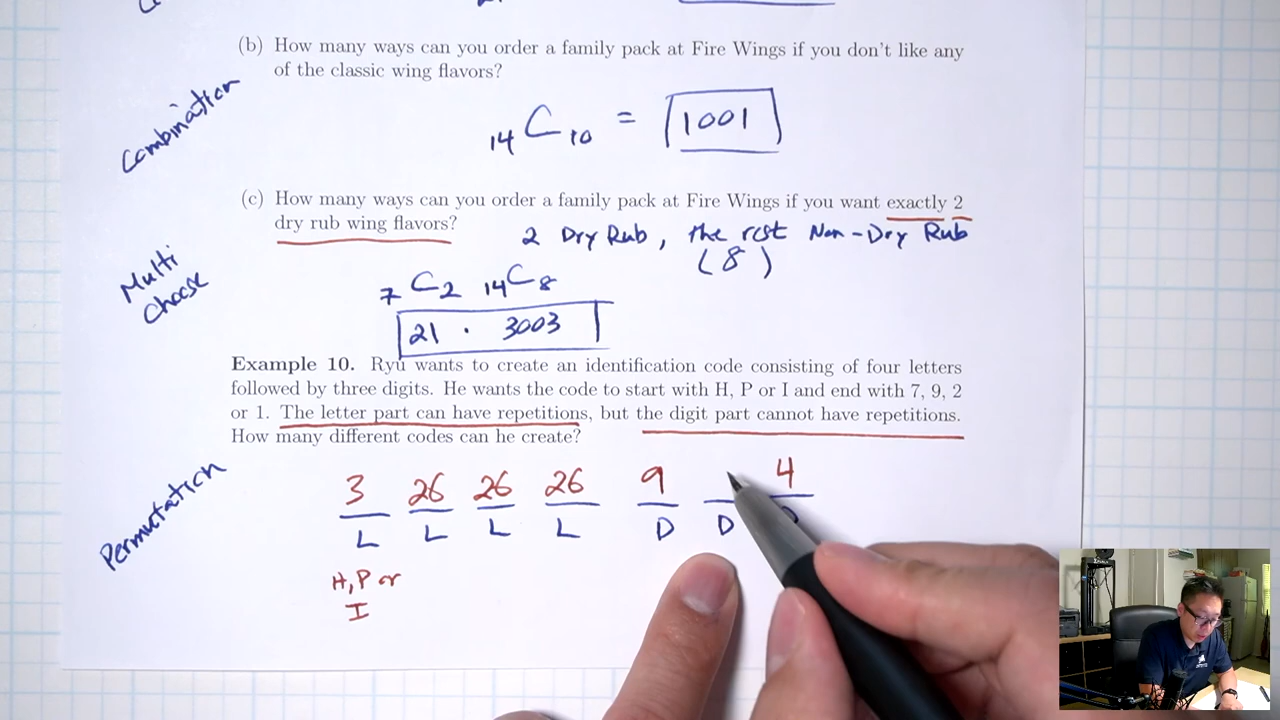 (b) How many ways can you order a family pack at Fire Wings if you don't like any
of the classic wing flavors?
Combination
14 C 10 = 1001
(c) How many ways can you order a family pack at Fire Wings if you want exactly 2
dry rub wing flavors?
2 Dry Rub, the rest Non-Dry Rub
(8)
Multi
Choose
7 C 2 14 C 8
21 · 3003
Example 10. Ryu wants to create an identification code consisting of four letters
followed by three digits. He wants the code to start with H, P or I and end with 7, 9, 2
or 1. The letter part can have repetitions, but the digit part cannot have repetitions.
How many different codes can he create?
Permutation
3 26 26 26 9 4
L L L L D D
H, P or
I